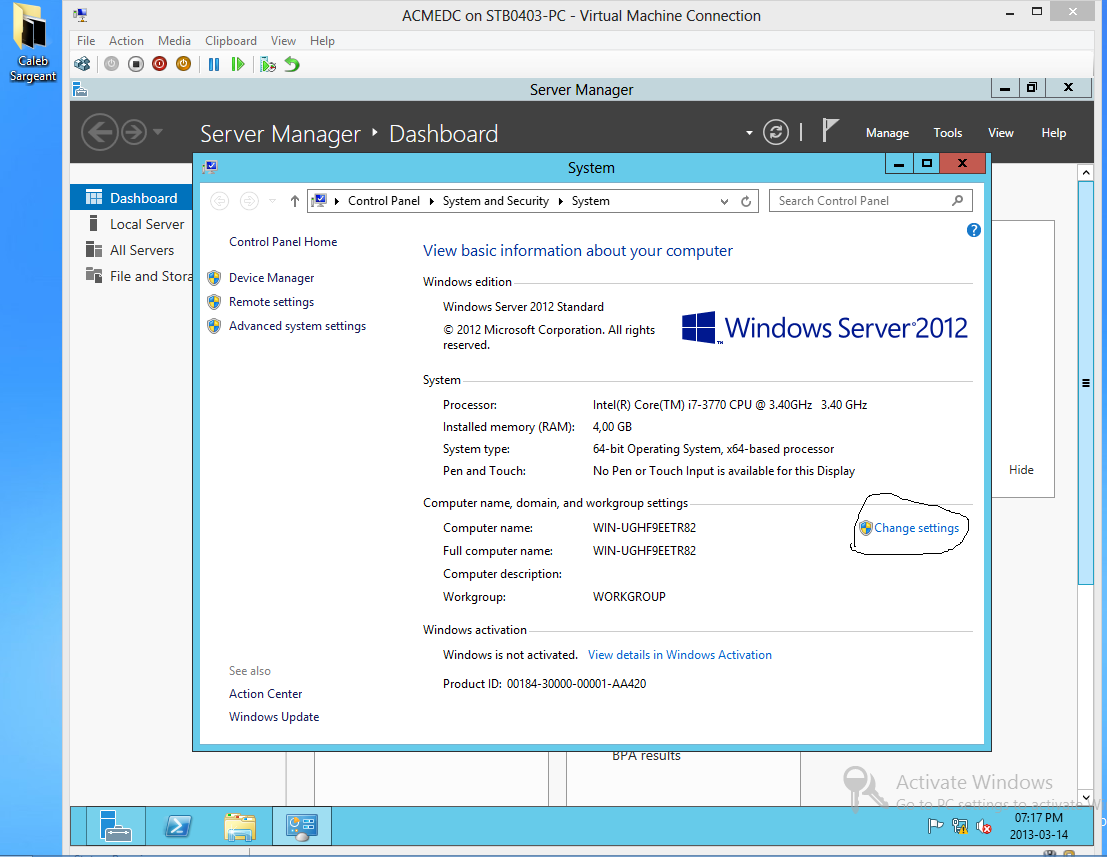 ACMEDC on STB0403-PC - Virtual Machine Connection
Caleb
Sargeant
File Action Media Clipboard View Help
Server Manager
Server Manager Dashboard
Manage Tools View Help
System
Dashboard
Local Server
All Servers
File and Stora
Control Panel System and Security System
Search Control Panel
Control Panel Home
Device Manager
Remote settings
Advanced system settings
View basic information about your computer
Windows edition
Windows Server 2012 Standard
© 2012 Microsoft Corporation. All rights
reserved.
Windows Server 2012
System
Processor: Intel(R) Core(TM) i7-3770 CPU @ 3.40GHz 3.40 GHz
Installed memory (RAM): 4,00 GB
System type: 64-bit Operating System, x64-based processor
Pen and Touch: No Pen or Touch Input is available for this Display
Hide
Computer name, domain, and workgroup settings
Computer name: WIN-UGHF9EETR82
Change settings
Full computer name: WIN-UGHF9EETR82
Computer description:
Workgroup: WORKGROUP
Windows activation
Windows is not activated. View details in Windows Activation
Product ID: 00184-30000-00001-AA420
See also
Action Center
Windows Update
BPA results
Activate Windows
Go to PC settings to activate W
07:17 PM
2013-03-14